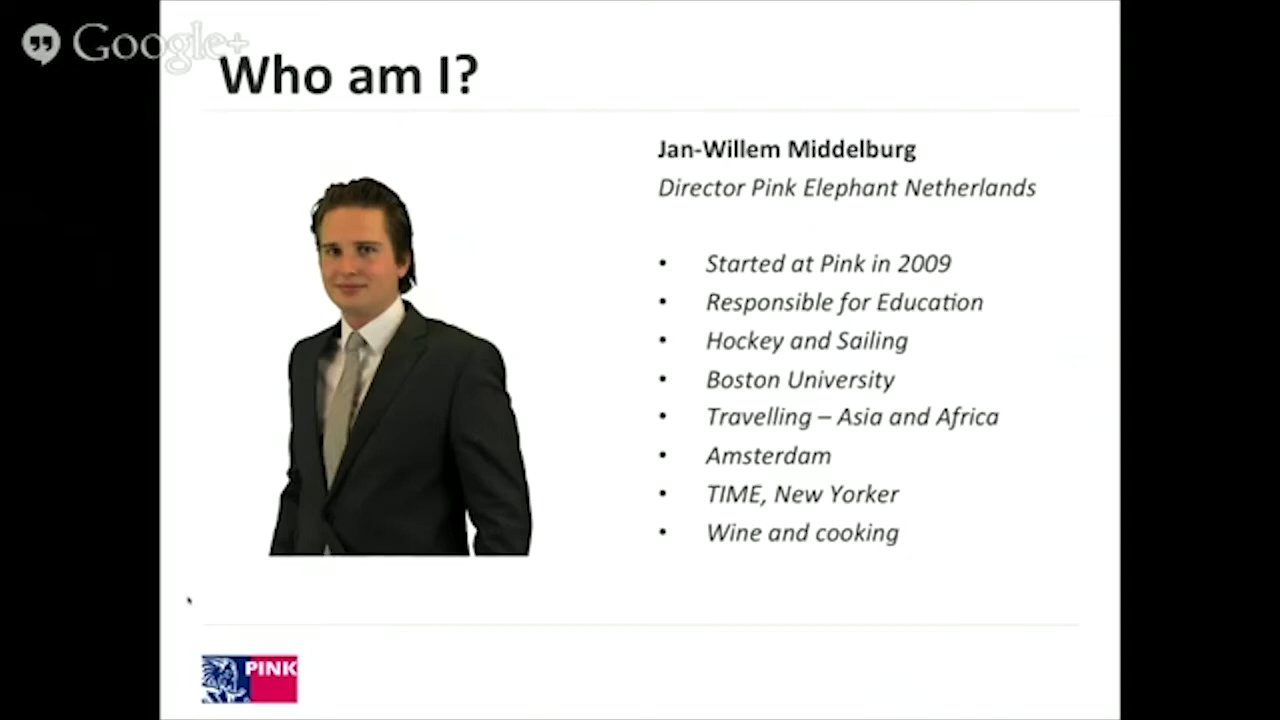 Google+
Who am I?
Jan-Willem Middelburg
Director Pink Elephant Netherlands
• Started at Pink in 2009
• Responsible for Education
• Hockey and Sailing
• Boston University
• Travelling – Asia and Africa
• Amsterdam
• TIME, New Yorker
• Wine and cooking
PINK